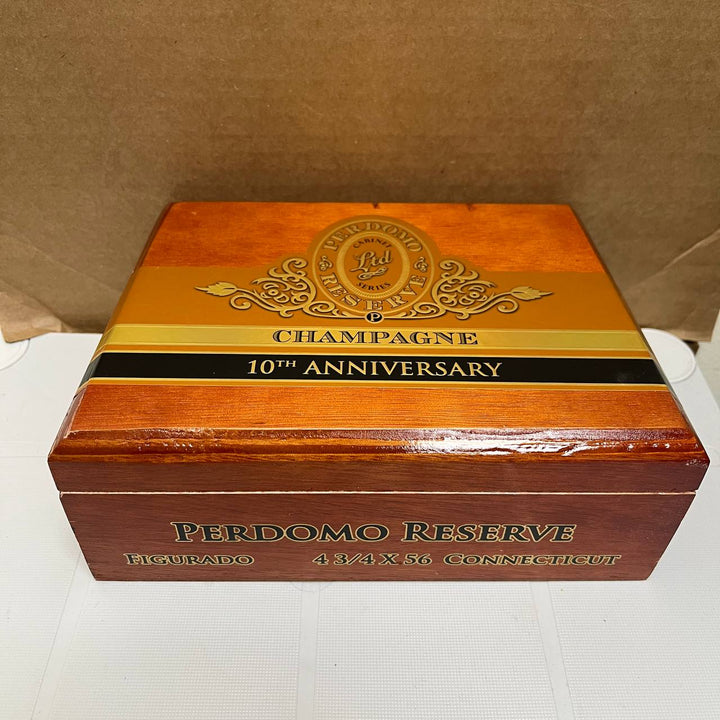 PERDOMO
CABINET
Ltd
SERIES
RESERVE
P
CHAMPAGNE
10TH ANNIVERSARY
PERDOMO RESERVE
FIGURADO 4 3/4 X 56 CONNECTICUT